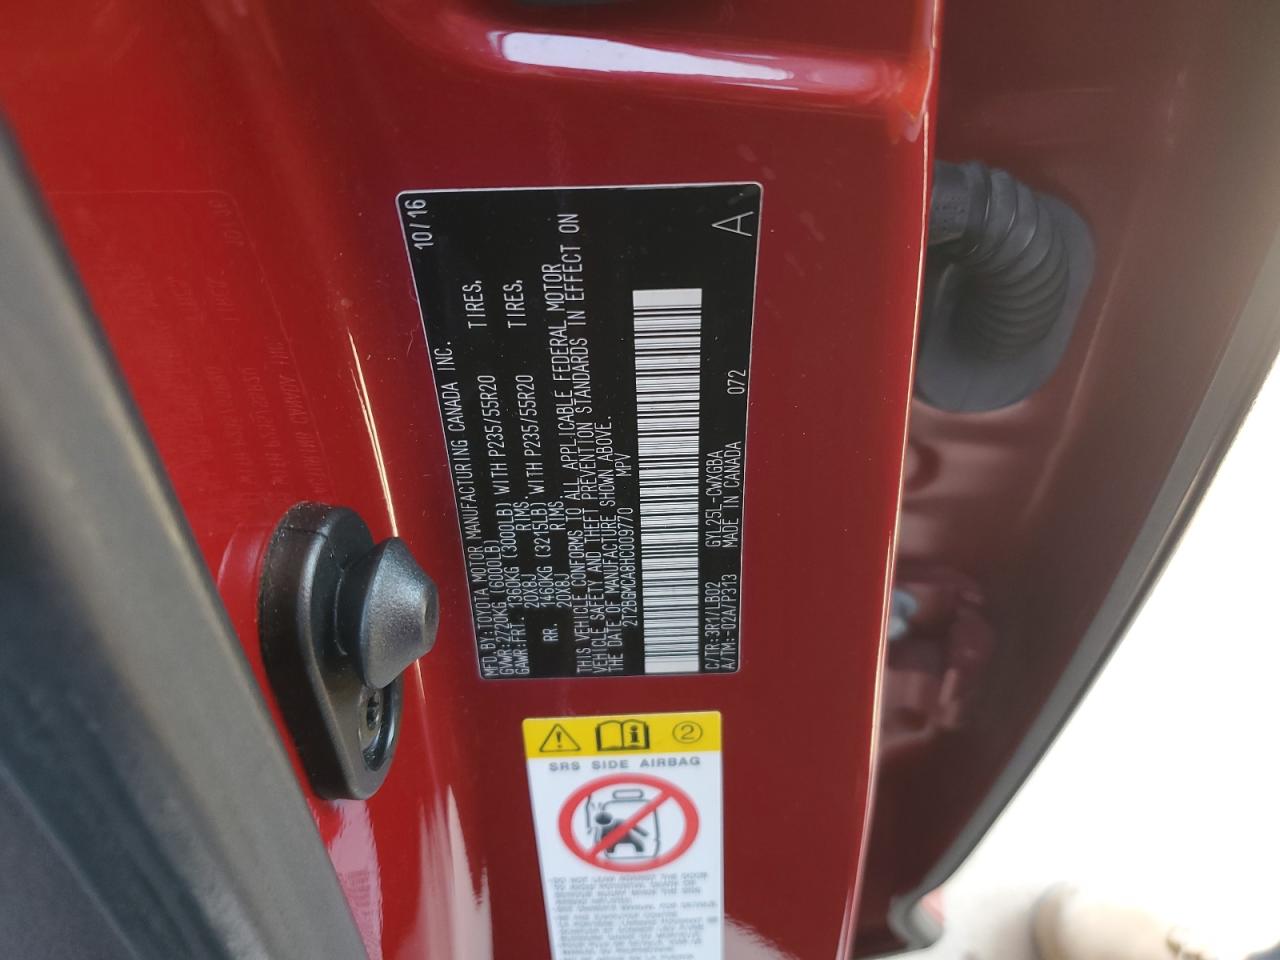 MFD BY:TOYOTA MOTOR MANUFACTURING CANADA INC. 10/16
GVWR:2720KG (6000LB)
GAWR:FRT. 1360KG (3000LB) WITH P235/55R20 TIRES,
20X8J RIMS,
RR. 1460KG (3215LB) WITH P235/55R20 TIRES,
20X8J RIMS.
THIS VEHICLE CONFORMS TO ALL APPLICABLE FEDERAL MOTOR
VEHICLE SAFETY AND THEFT PREVENTION STANDARDS IN EFFECT ON
THE DATE OF MANUFACTURE SHOWN ABOVE.
2T2BGMCA8HC009770 MPV
C/TR:3R1/LB02 GYL25L-CWXGBA 072
A/TM:-02A/P313 MADE IN CANADA A
2
SRS SIDE AIRBAG